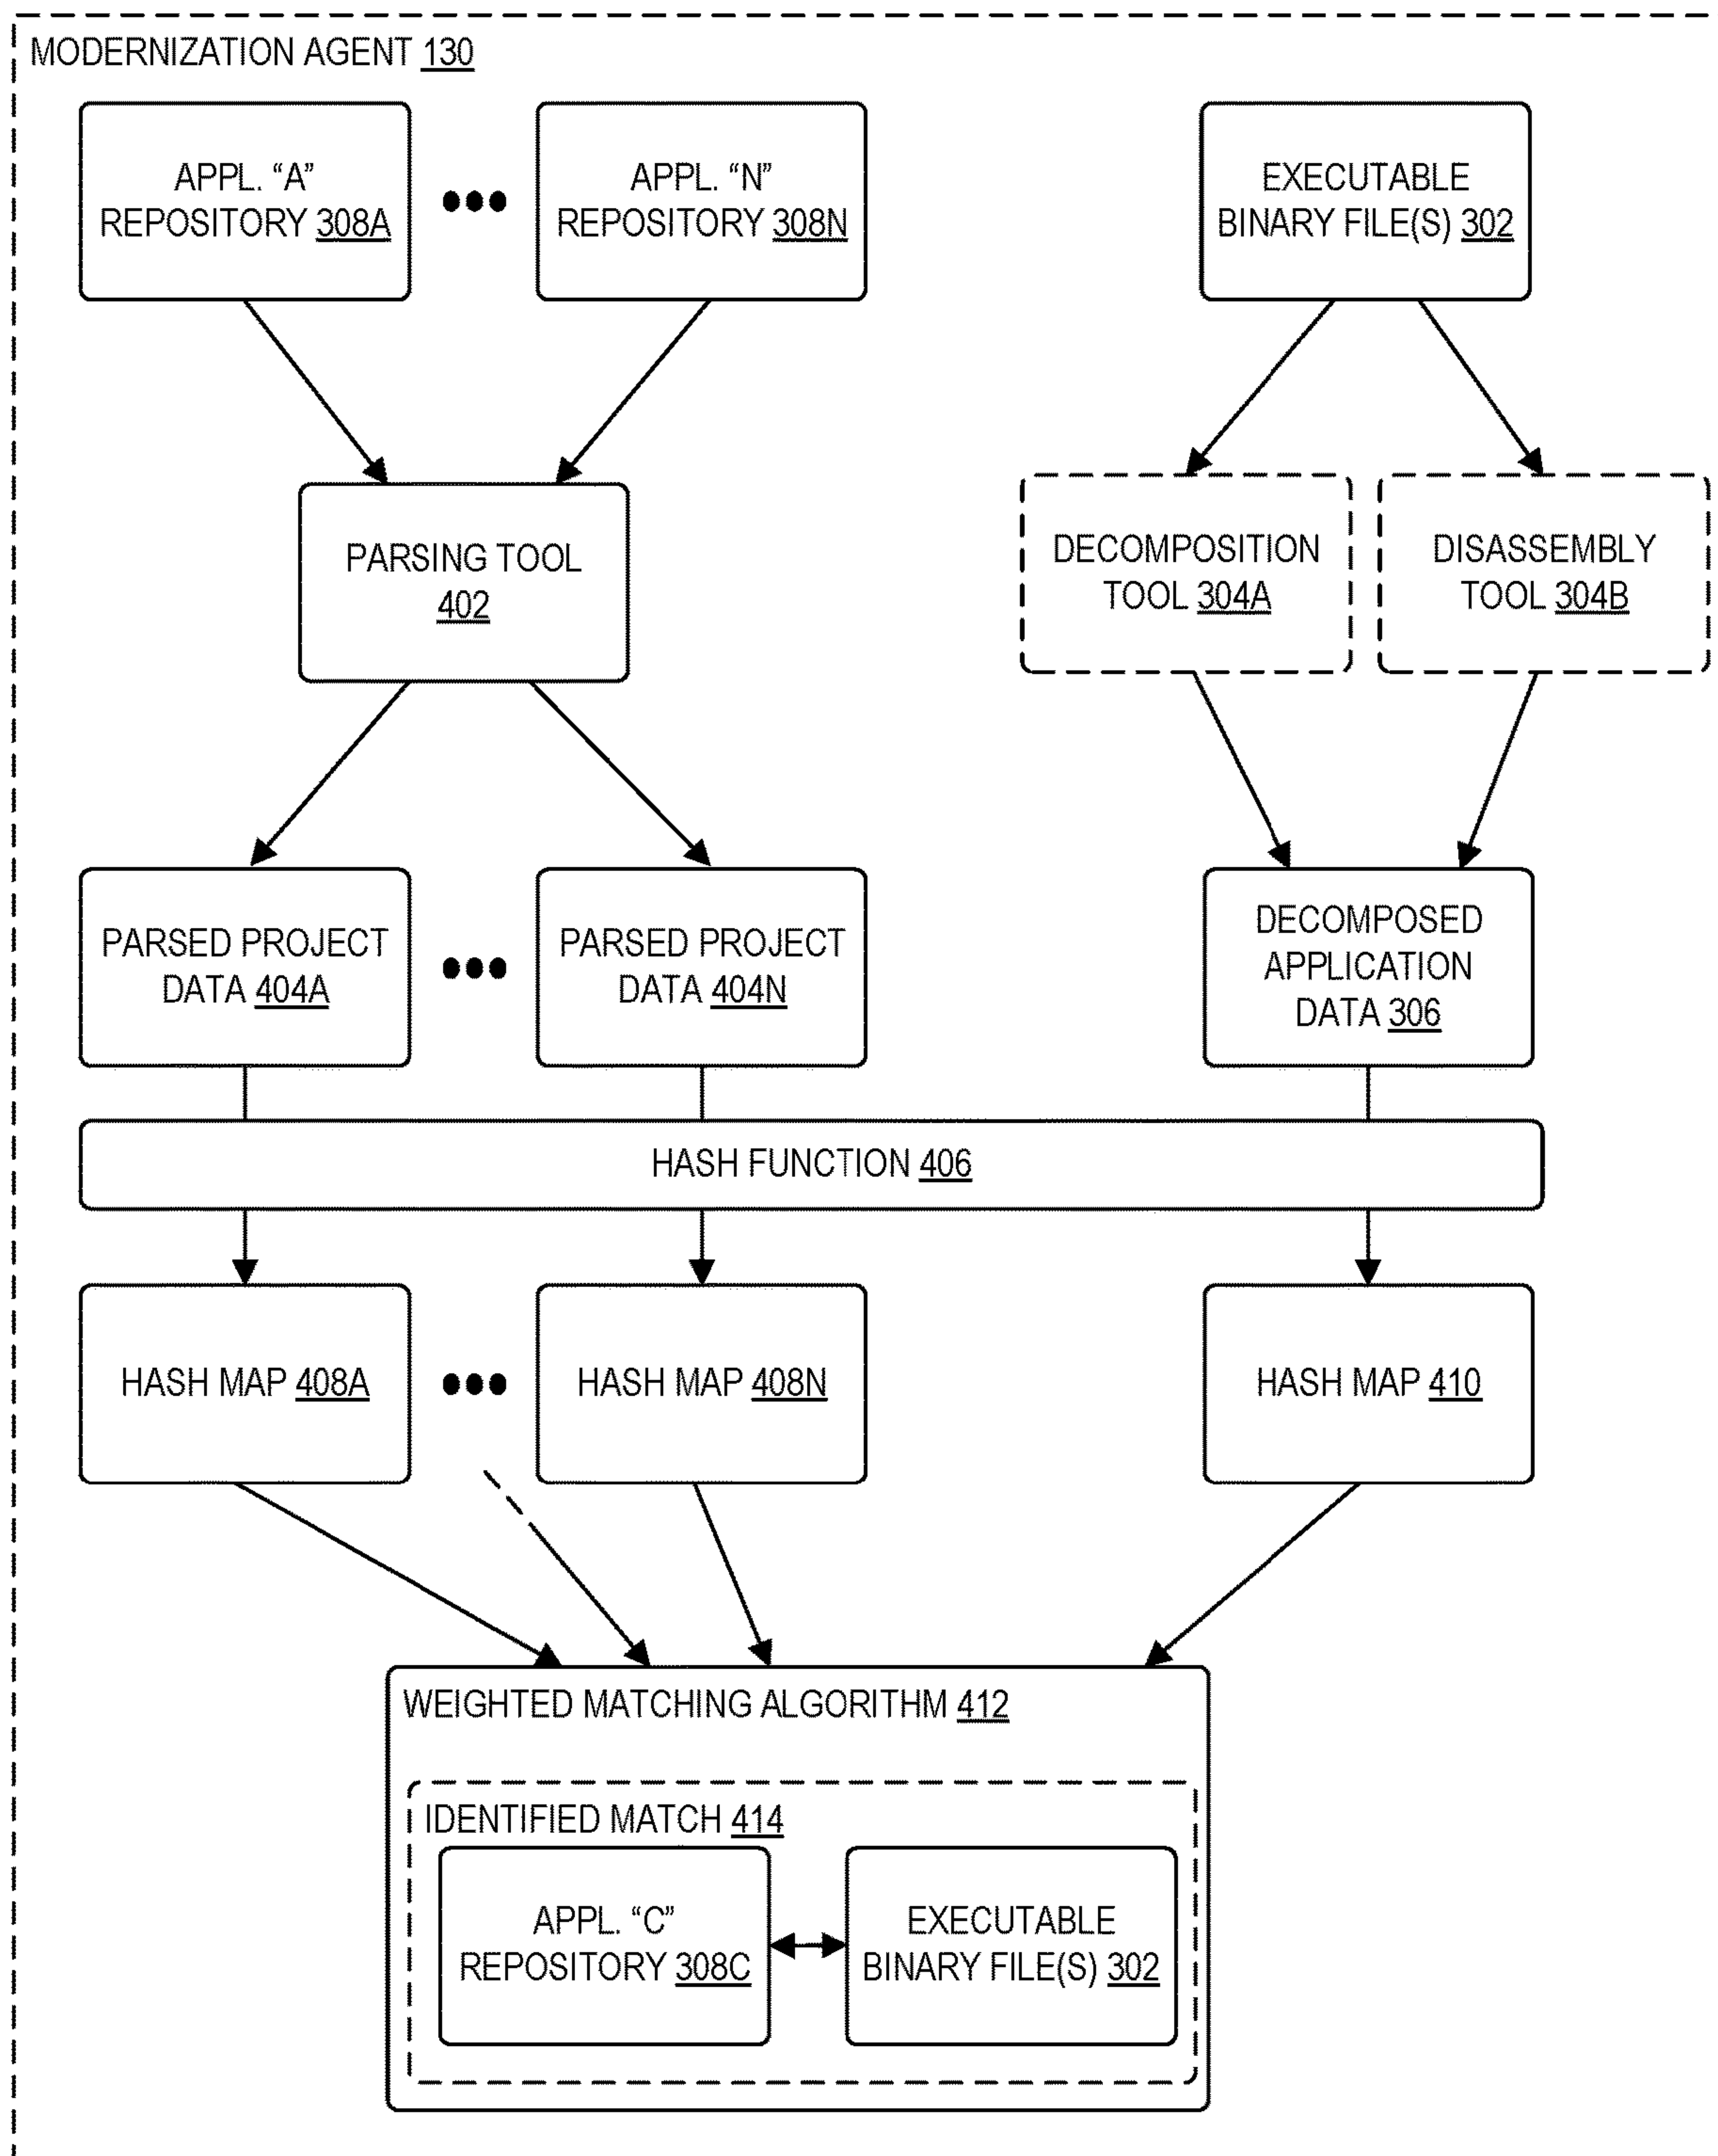 MODERNIZATION AGENT 130
APPL. “A”
REPOSITORY 308A
APPL. “N”
REPOSITORY 308N
EXECUTABLE
BINARY FILE(S) 302
PARSING TOOL
402
DECOMPOSITION
TOOL 304A
DISASSEMBLY
TOOL 304B
PARSED PROJECT
DATA 404A
PARSED PROJECT
DATA 404N
DECOMPOSED
APPLICATION
DATA 306
HASH FUNCTION 406
HASH MAP 408A
HASH MAP 408N
HASH MAP 410
WEIGHTED MATCHING ALGORITHM 412
IDENTIFIED MATCH 414
APPL. “C”
REPOSITORY 308C
EXECUTABLE
BINARY FILE(S) 302